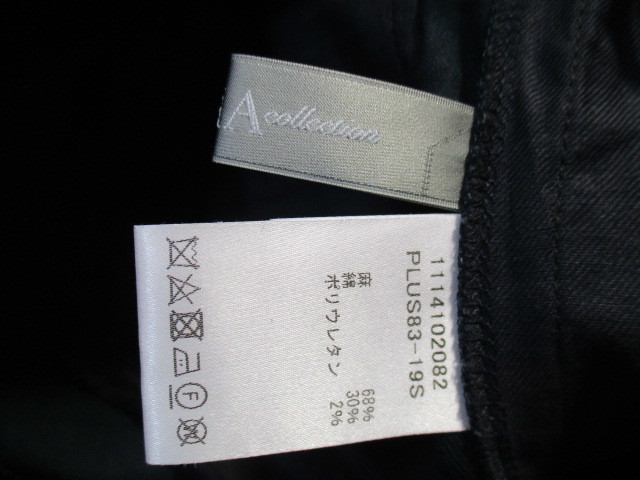 A collection
1114102082
PLUS83-19S
麻 68%
綿 30%
ポリウレタン 2%
F